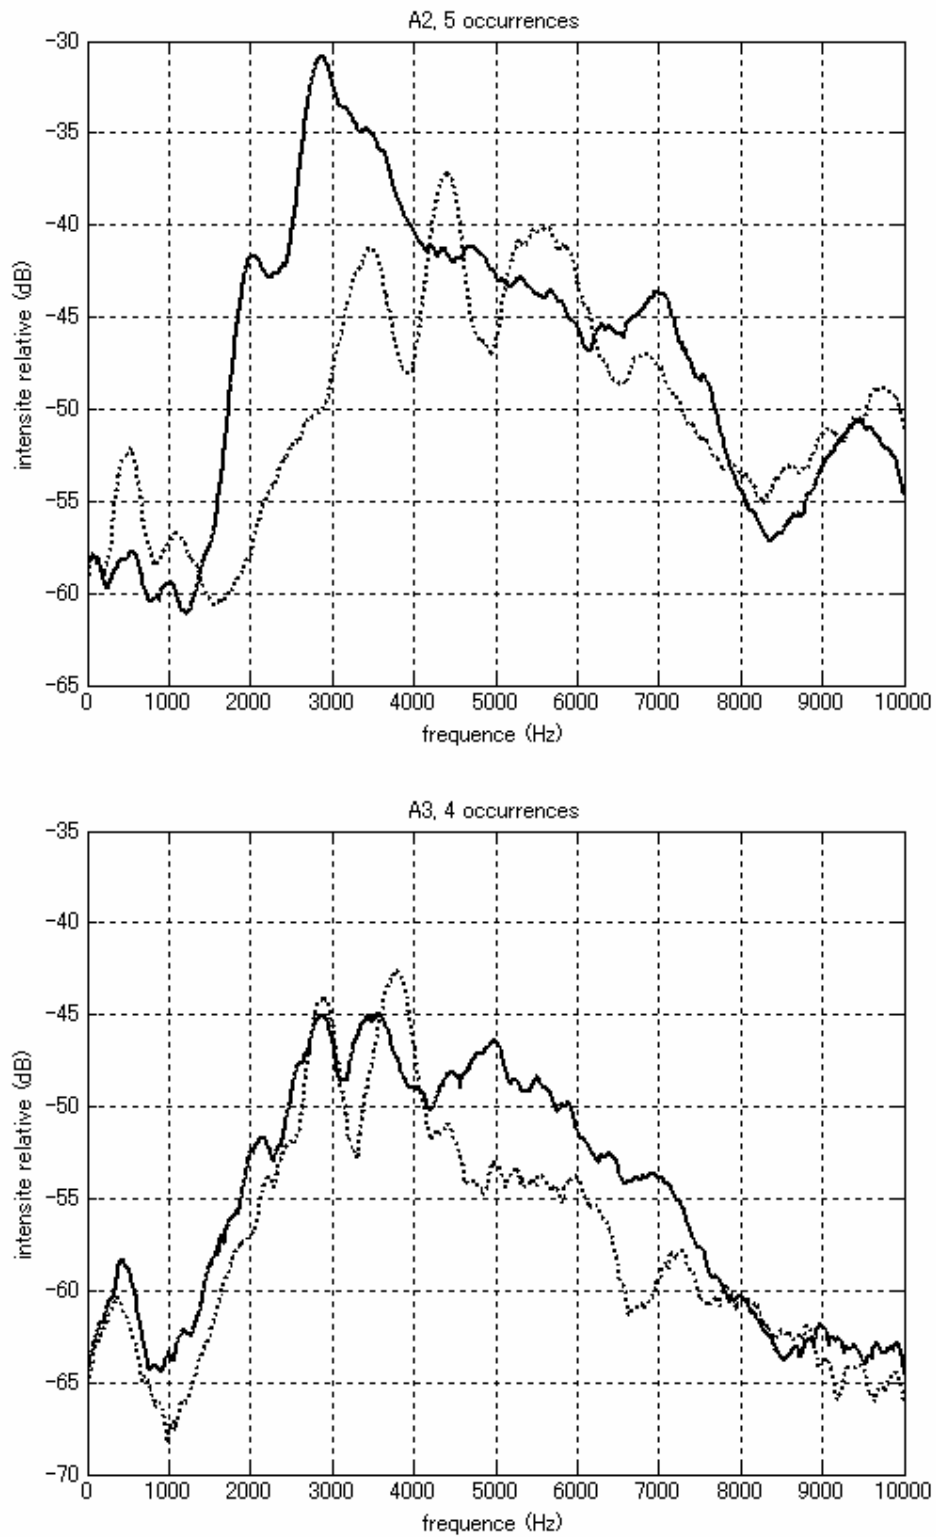 A2, 5 occurrences
-30
-35
-40
-45
-50
-55
-60
-65
intensite relative (dB)
0 1000 2000 3000 4000 5000 6000 7000 8000 9000 10000
frequence (Hz)
A3, 4 occurrences
-35
-40
-45
-50
-55
-60
-65
-70
intensite relative (dB)
0 1000 2000 3000 4000 5000 6000 7000 8000 9000 10000
frequence (Hz)